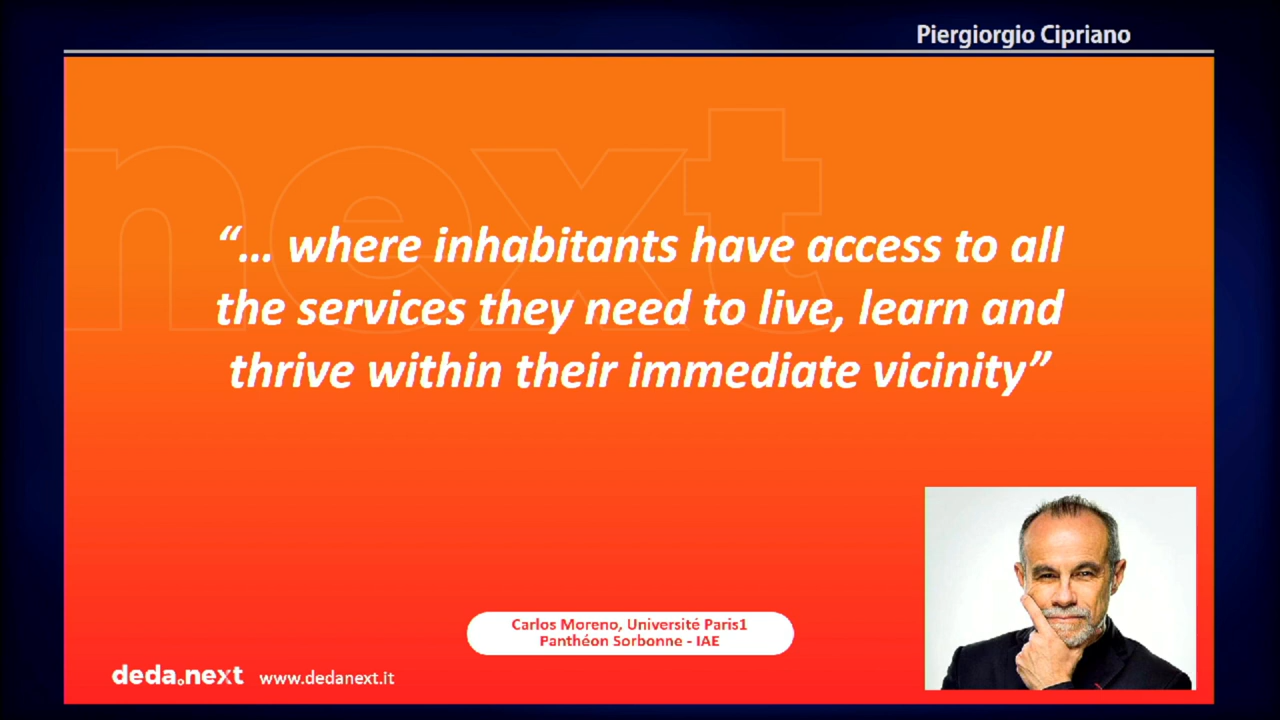 Piergiorgio Cipriano
next
“... where inhabitants have access to all
the services they need to live, learn and
thrive within their immediate vicinity”
Carlos Moreno, Université Paris1
Panthéon Sorbonne - IAE
deda.next www.dedanext.it